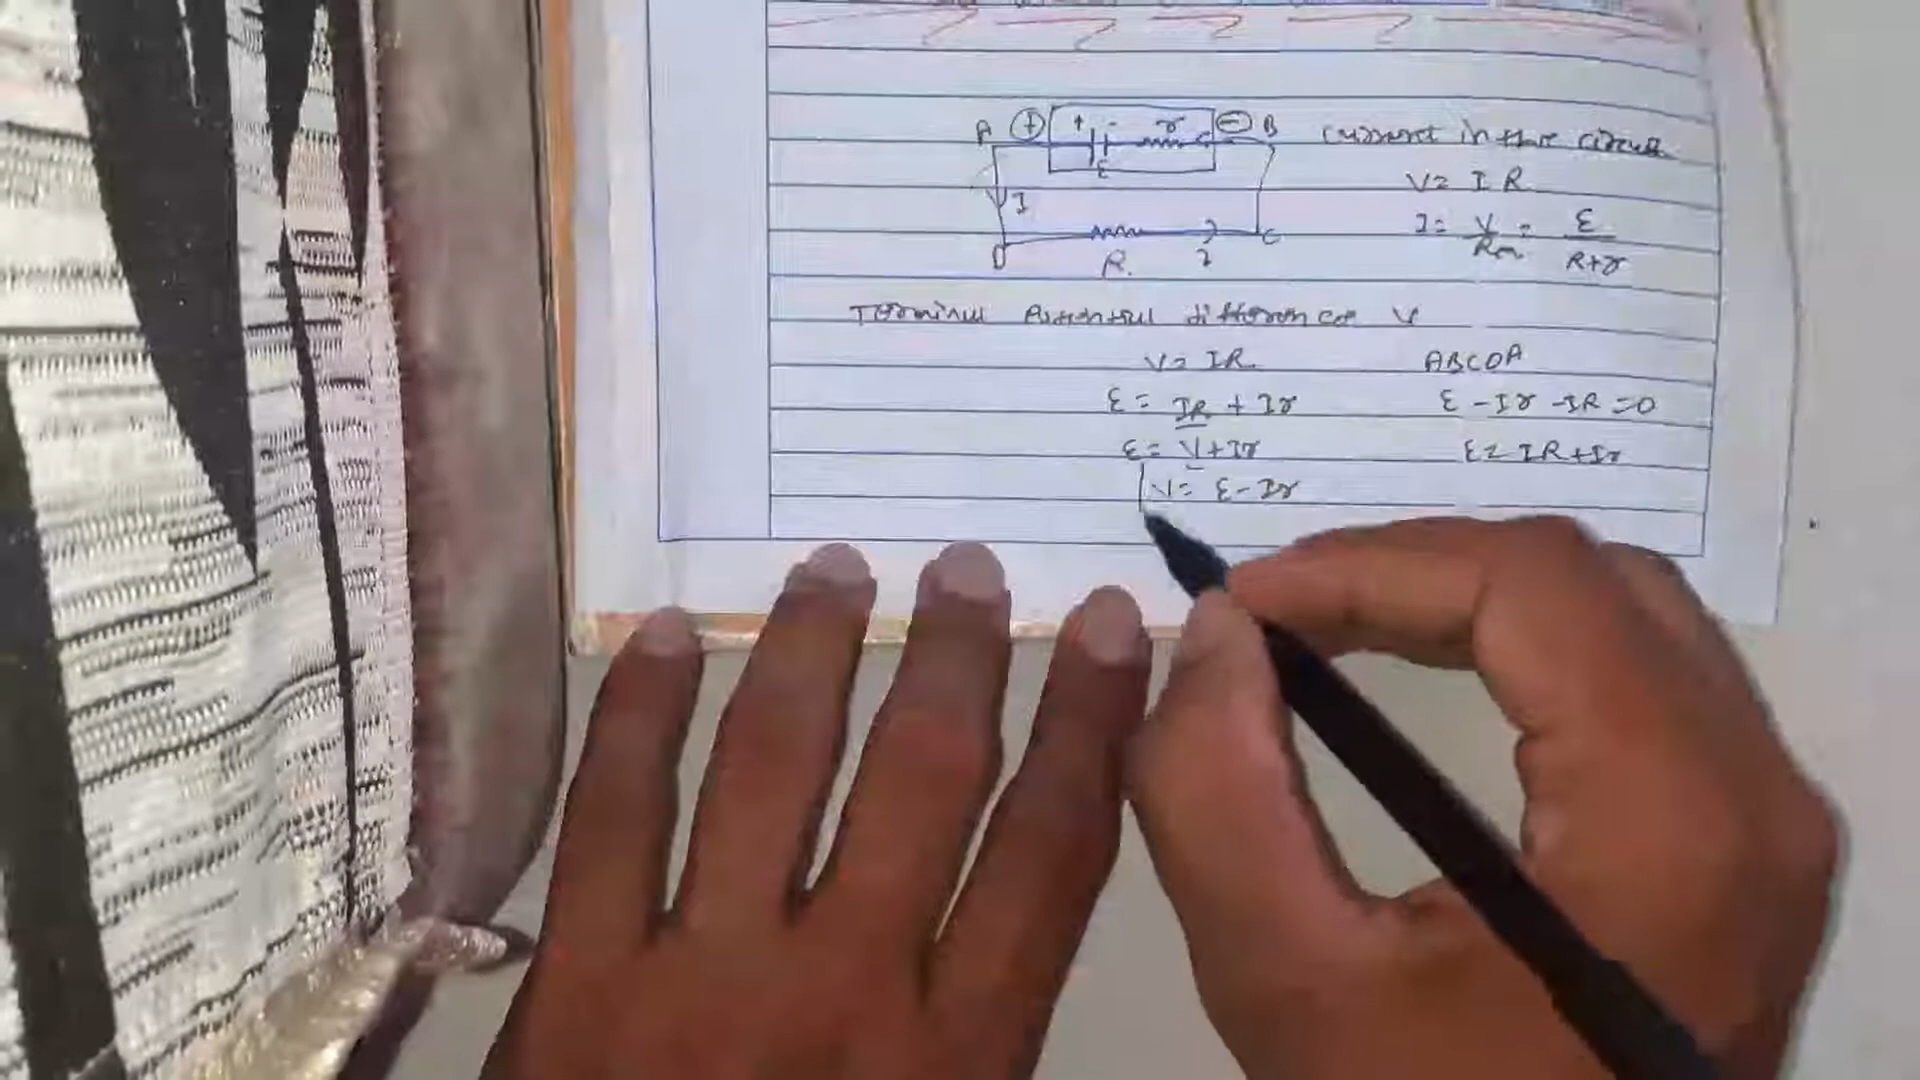 A + + - r - B current in the circuit
ε
V = IR
I
I = V/Rₘ = ε/(R+r)
D R. I C
Terminal Potential difference V
V = IR ABCDA
ε = IR + Ir ε - Ir - IR = 0
ε = V + Ir ε = IR + Ir
V = ε - Ir